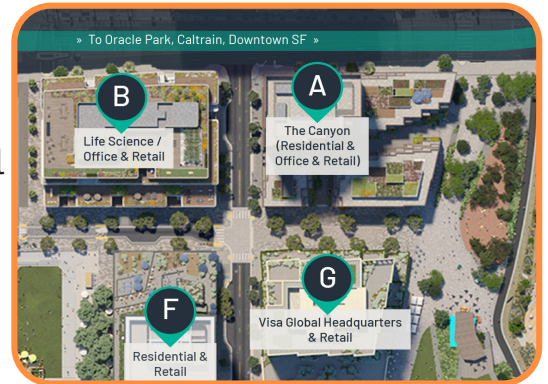 » To Oracle Park, Caltrain, Downtown SF »
B
Life Science /
Office & Retail
A
The Canyon
(Residential &
Office & Retail)
F
Residential &
Retail
G
Visa Global Headquarters
& Retail